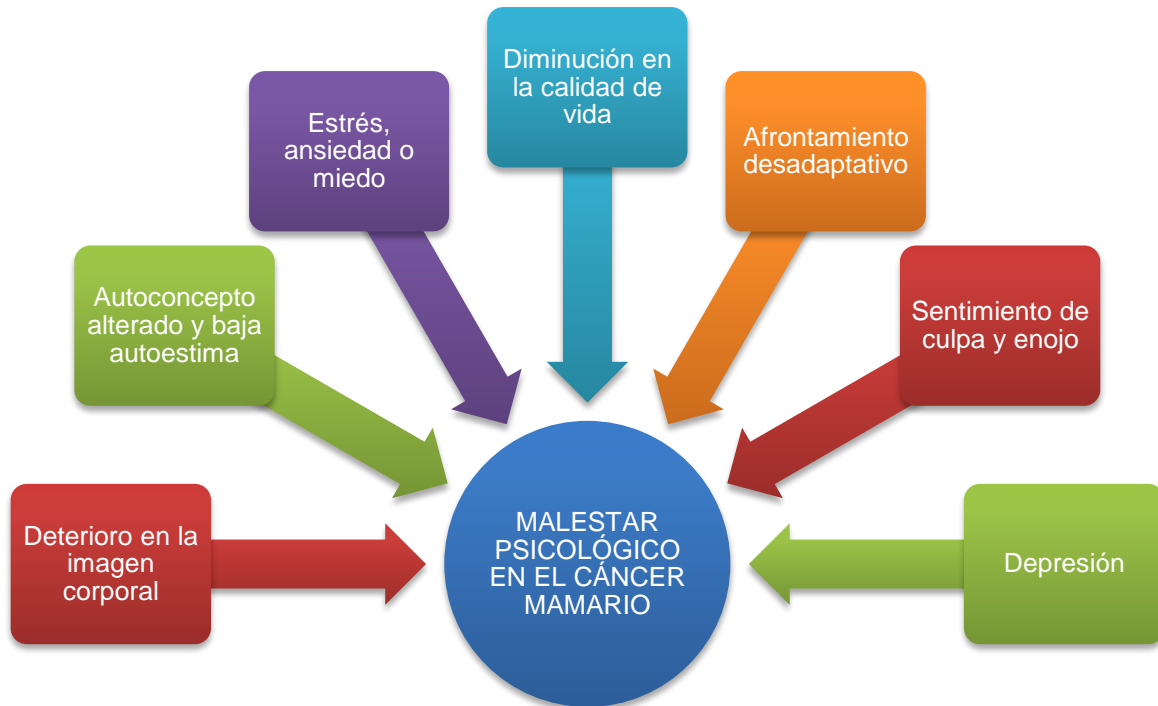 Diminución en
la calidad de
vida
Estrés,
ansiedad o
miedo
Afrontamiento
desadaptativo
Autoconcepto
alterado y baja
autoestima
Sentimiento de
culpa y enojo
Deterioro en la
imagen
corporal
MALESTAR
PSICOLÓGICO
EN EL CÁNCER
MAMARIO
Depresión